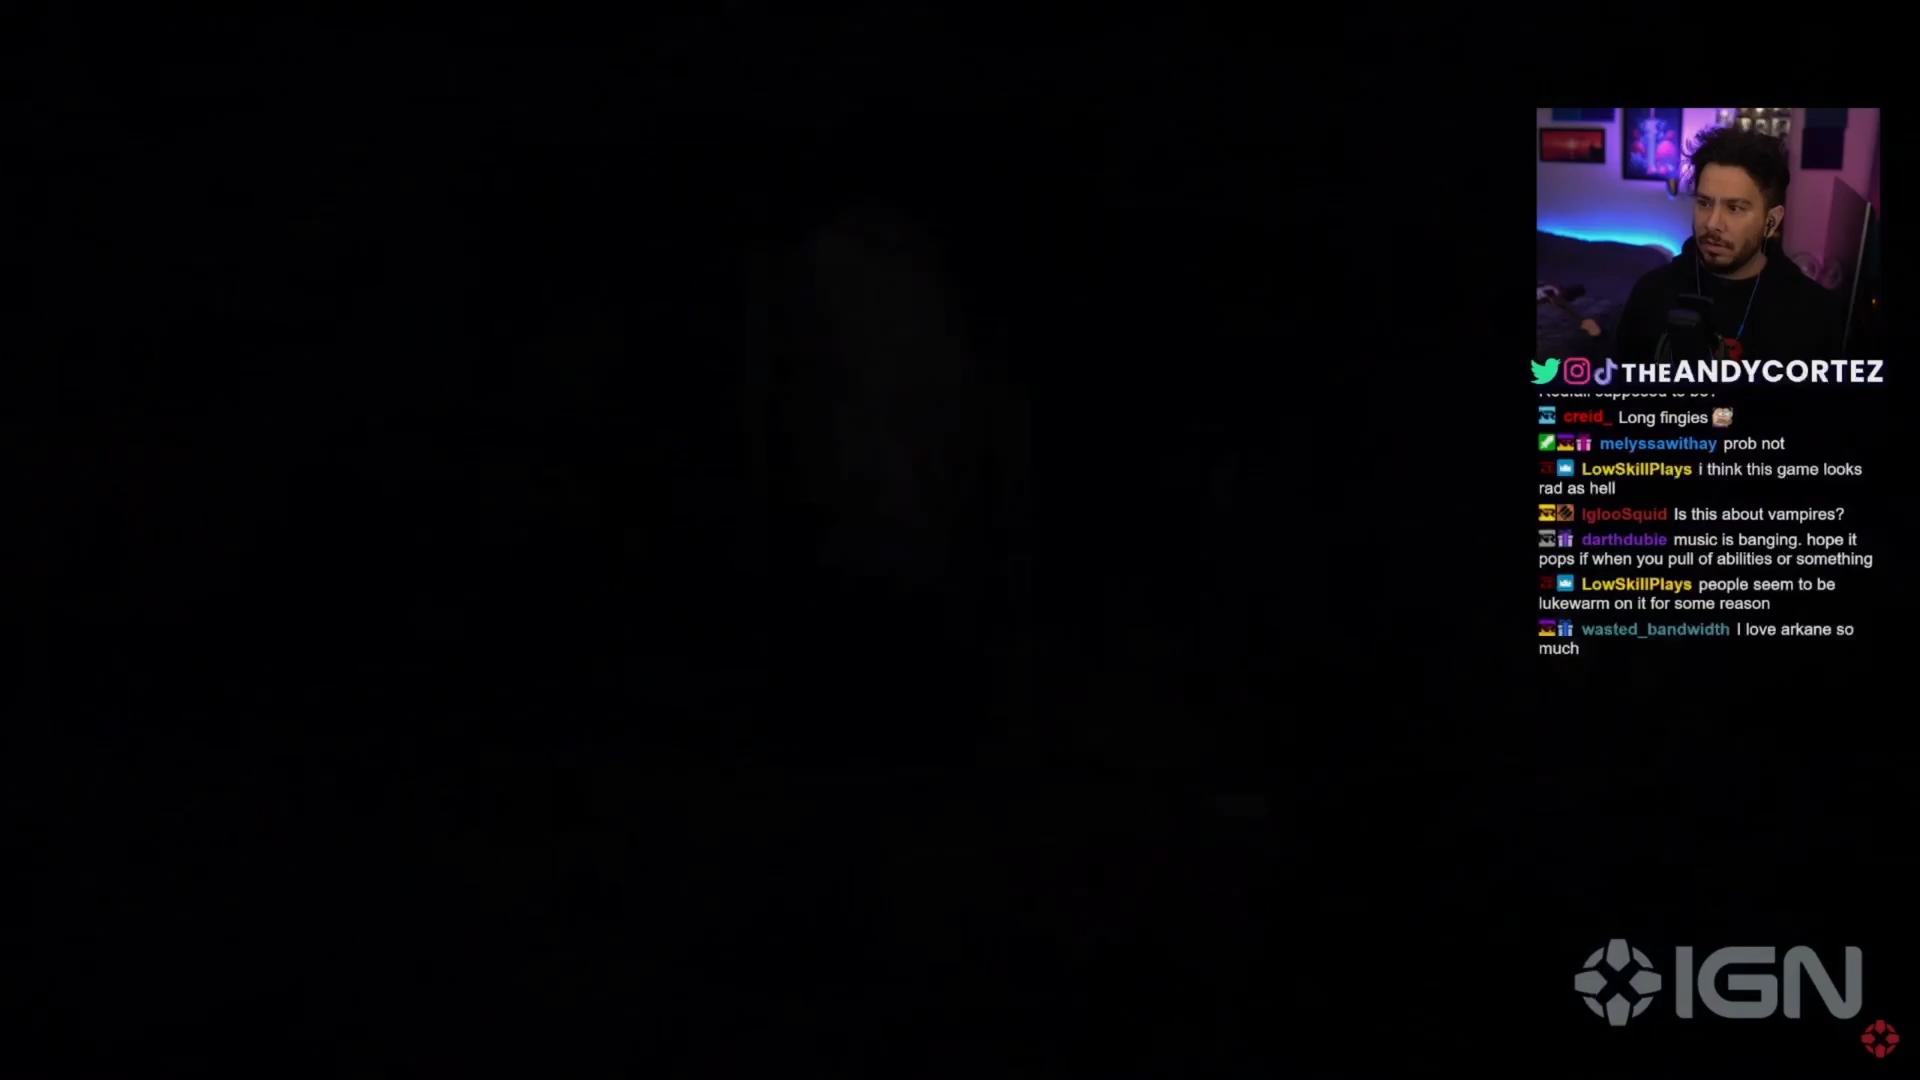 THEANDYCORTEZ
creid_ Long fingies
melyssawithay prob not
LowSkillPlays i think this game looks
rad as hell
IglooSquid Is this about vampires?
darthdubie music is banging. hope it
pops if when you pull of abilities or something
LowSkillPlays people seem to be
lukewarm on it for some reason
wasted_bandwidth I love arkane so
much
IGN